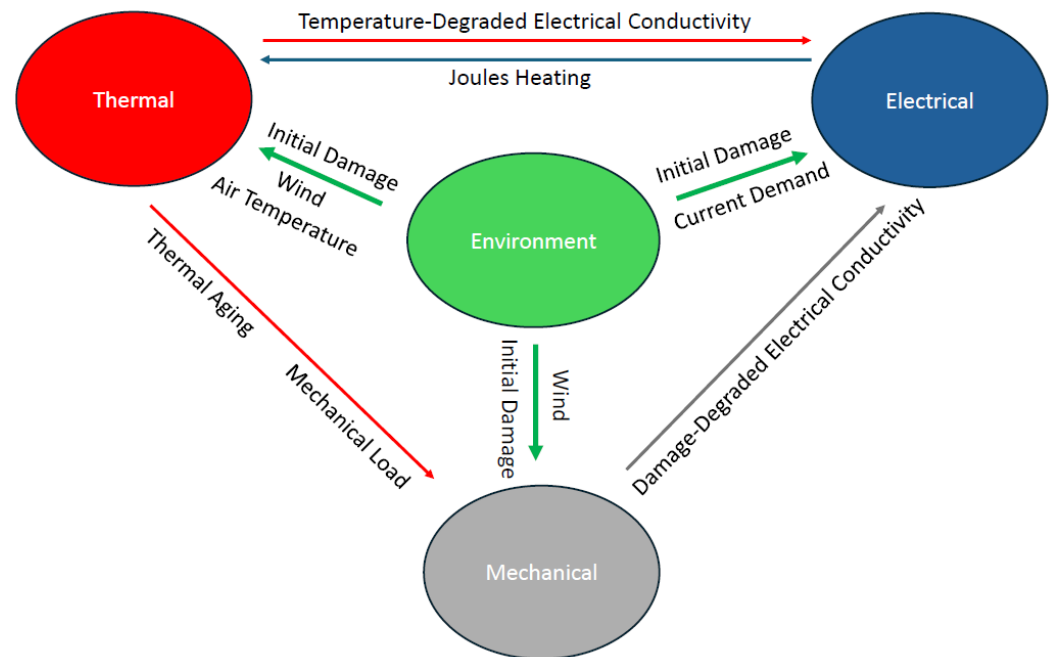 Temperature-Degraded Electrical Conductivity
Joules Heating
Thermal
Electrical
Initial Damage
Wind
Air Temperature
Initial Damage
Current Demand
Environment
Thermal Aging
Mechanical Load
Initial Damage
Wind
Damage-Degraded Electrical Conductivity
Mechanical